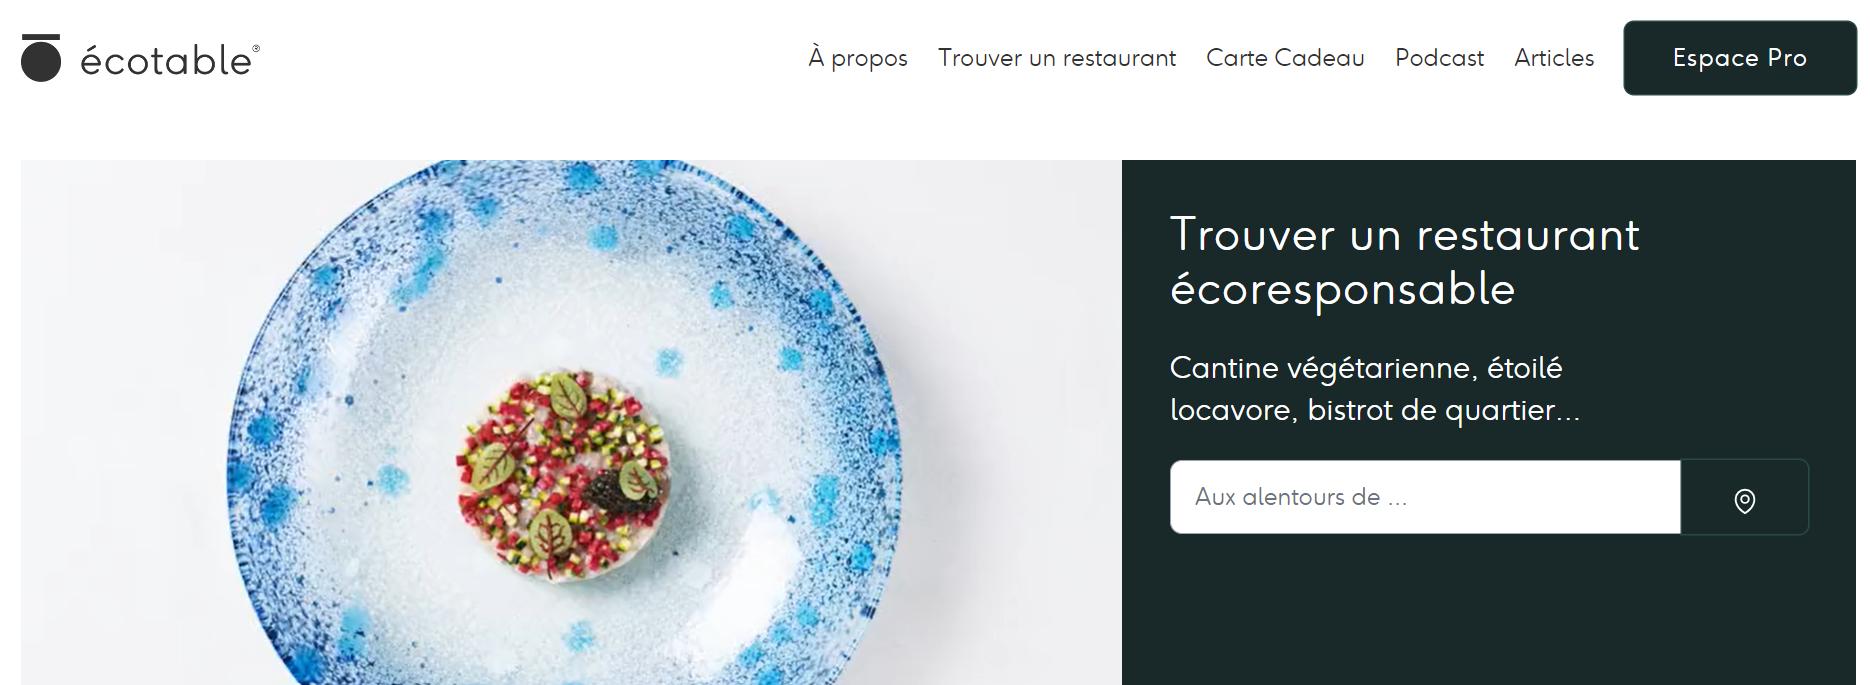 écotable®
À propos
Trouver un restaurant
Carte Cadeau
Podcast
Articles
Espace Pro
Trouver un restaurant
écoresponsable
Cantine végétarienne, étoilé
locavore, bistrot de quartier...
Aux alentours de ...